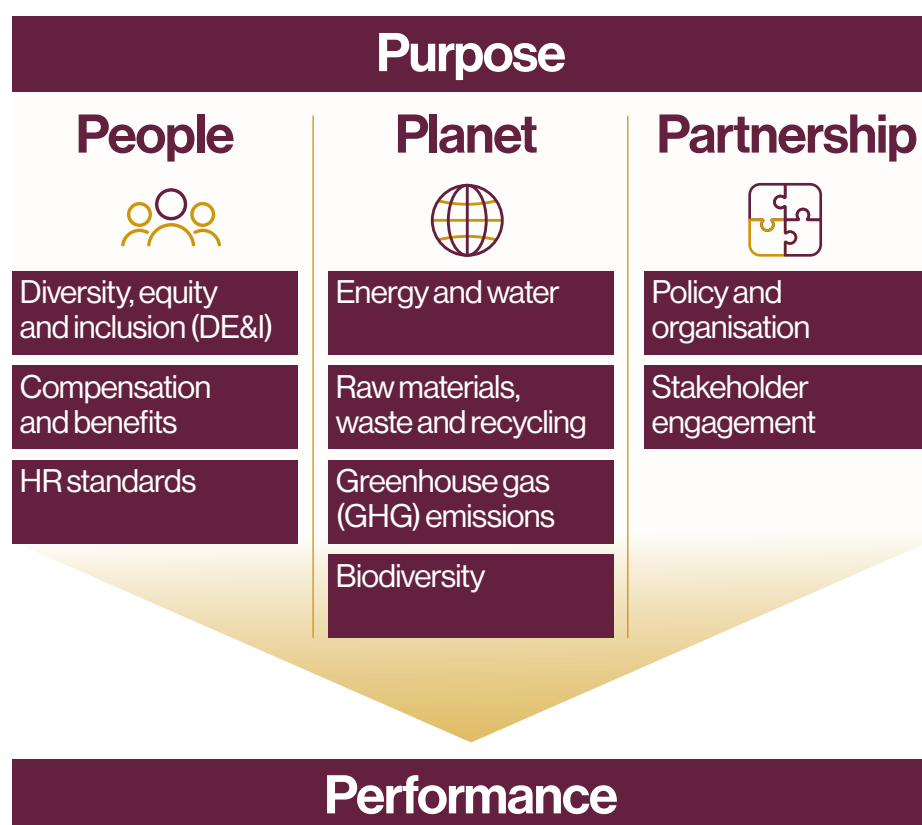 Purpose
People
Diversity, equity
and inclusion (DE&I)
Compensation
and benefits
HR standards
Planet
Energy and water
Raw materials,
waste and recycling
Greenhouse gas
(GHG) emissions
Biodiversity
Partnership
Policy and
organisation
Stakeholder
engagement
Performance